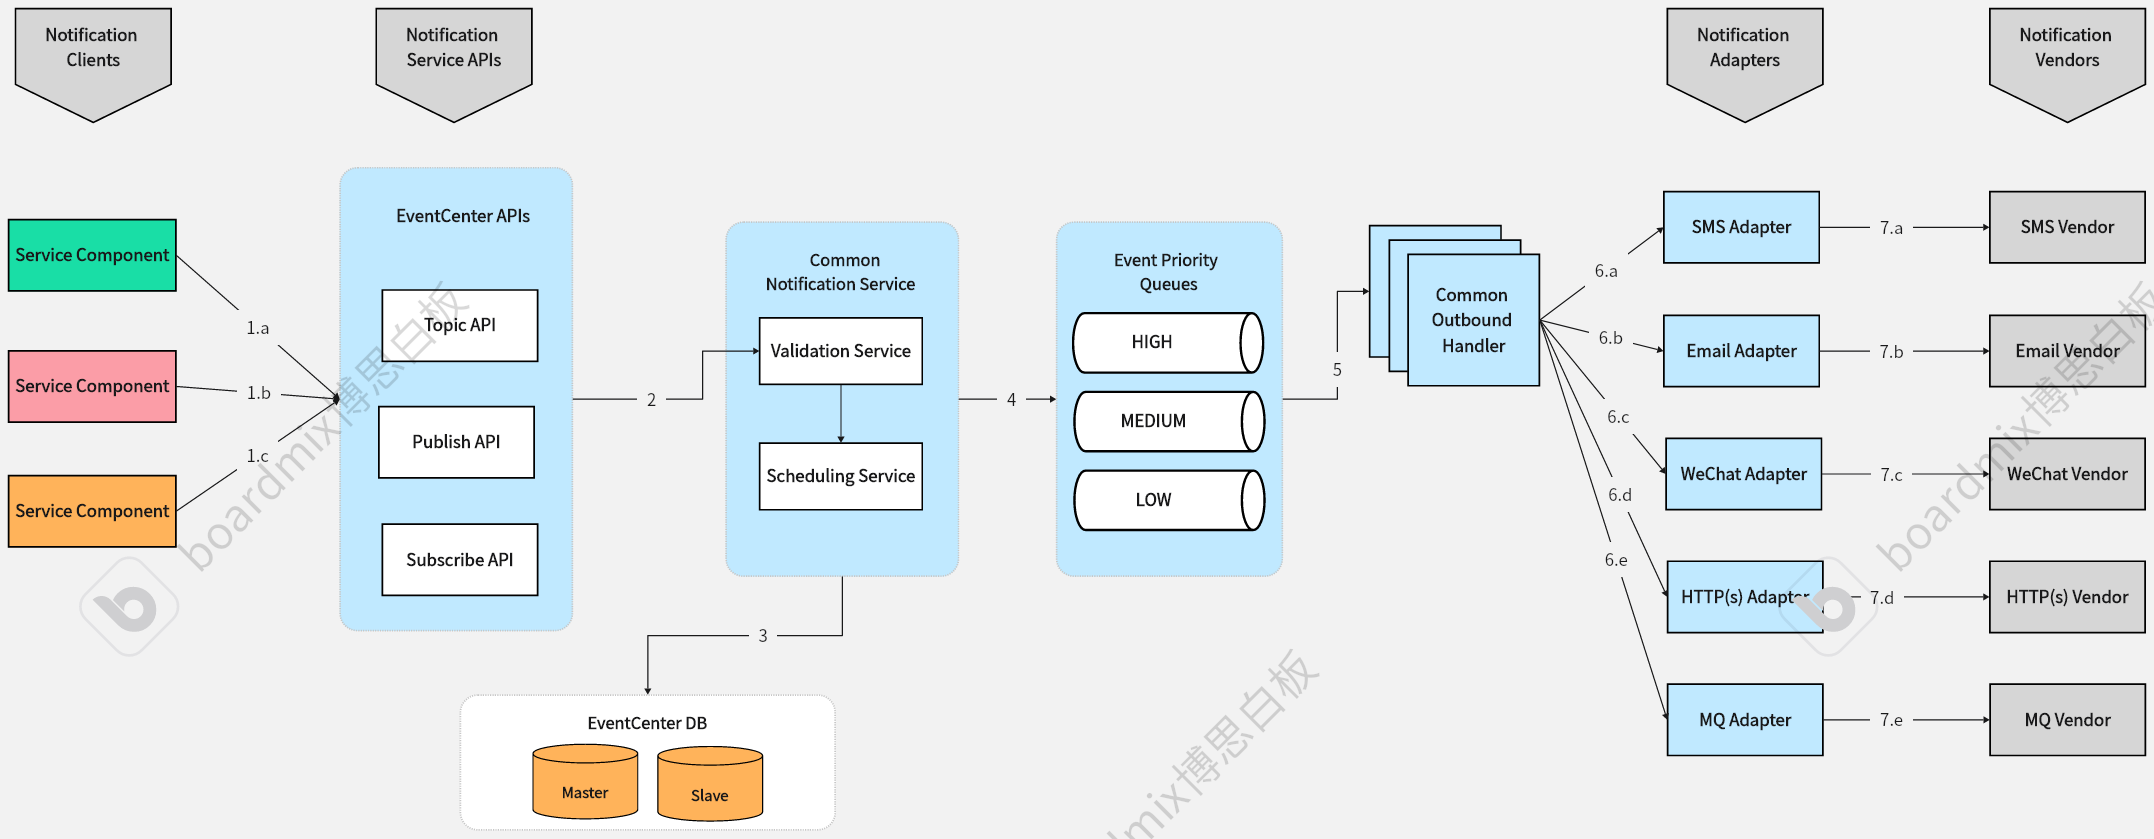 Notification
Clients
Notification
Service APIs
Notification
Adapters
Notification
Vendors
Service Component
Service Component
Service Component
1.a
1.b
1.c
EventCenter APIs
Topic API
Publish API
Subscribe API
2
Common
Notification Service
Validation Service
Scheduling Service
3
EventCenter DB
Master
Slave
4
Event Priority
Queues
HIGH
MEDIUM
LOW
5
Common
Outbound
Handler
6.a
6.b
6.c
6.d
6.e
SMS Adapter
7.a
SMS Vendor
Email Adapter
7.b
Email Vendor
WeChat Adapter
7.c
WeChat Vendor
HTTP(s) Adapter
7.d
HTTP(s) Vendor
MQ Adapter
7.e
MQ Vendor
boardmix博思白板
boardmix博思白板
dmix博思白板